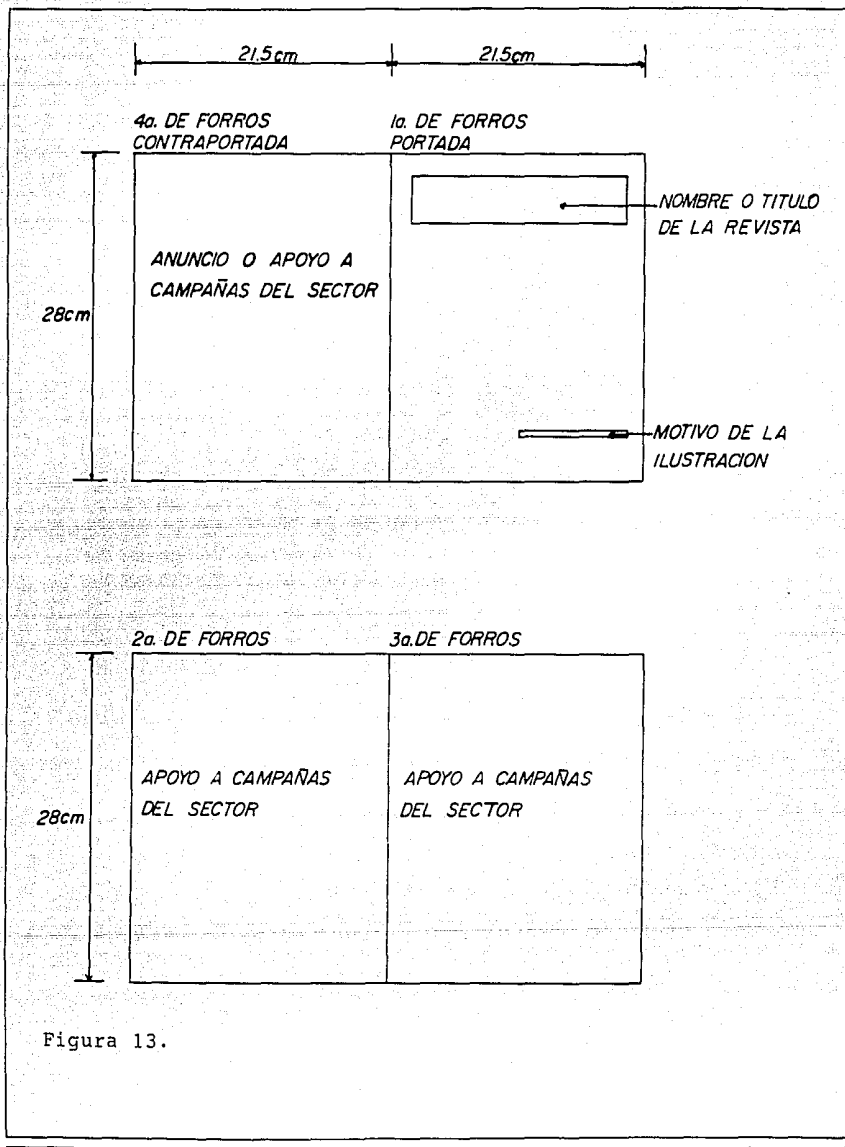 21.5cm 21.5cm
4a. DE FORROS
CONTRAPORTADA
1a. DE FORROS
PORTADA
NOMBRE O TITULO
DE LA REVISTA
ANUNCIO O APOYO A
CAMPAÑAS DEL SECTOR
28cm
MOTIVO DE LA
ILUSTRACION
2a. DE FORROS
3a. DE FORROS
APOYO A CAMPAÑAS
DEL SECTOR
APOYO A CAMPAÑAS
DEL SECTOR
28cm
Figura 13.